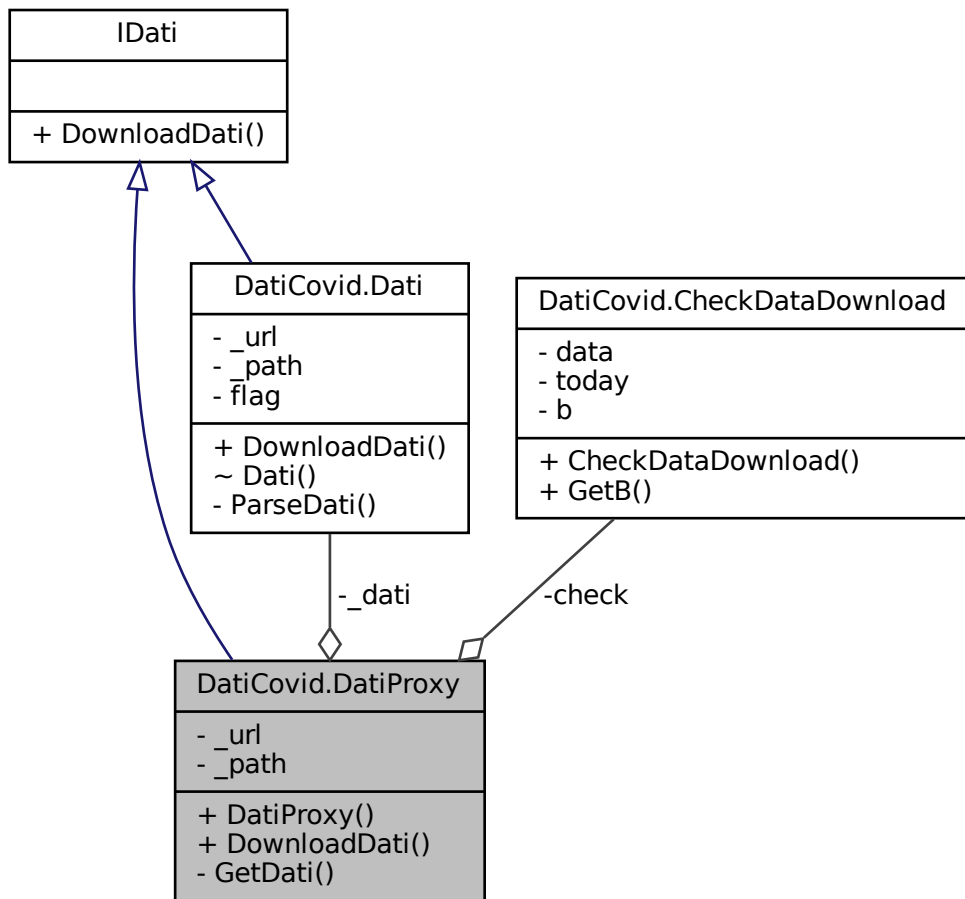 IDati
+ DownloadDati()
DatiCovid.Dati
- _url
- _path
- flag
+ DownloadDati()
~ Dati()
- ParseDati()
DatiCovid.CheckDataDownload
- data
- today
- b
+ CheckDataDownload()
+ GetB()
-_dati
-check
DatiCovid.DatiProxy
- _url
- _path
+ DatiProxy()
+ DownloadDati()
- GetDati()